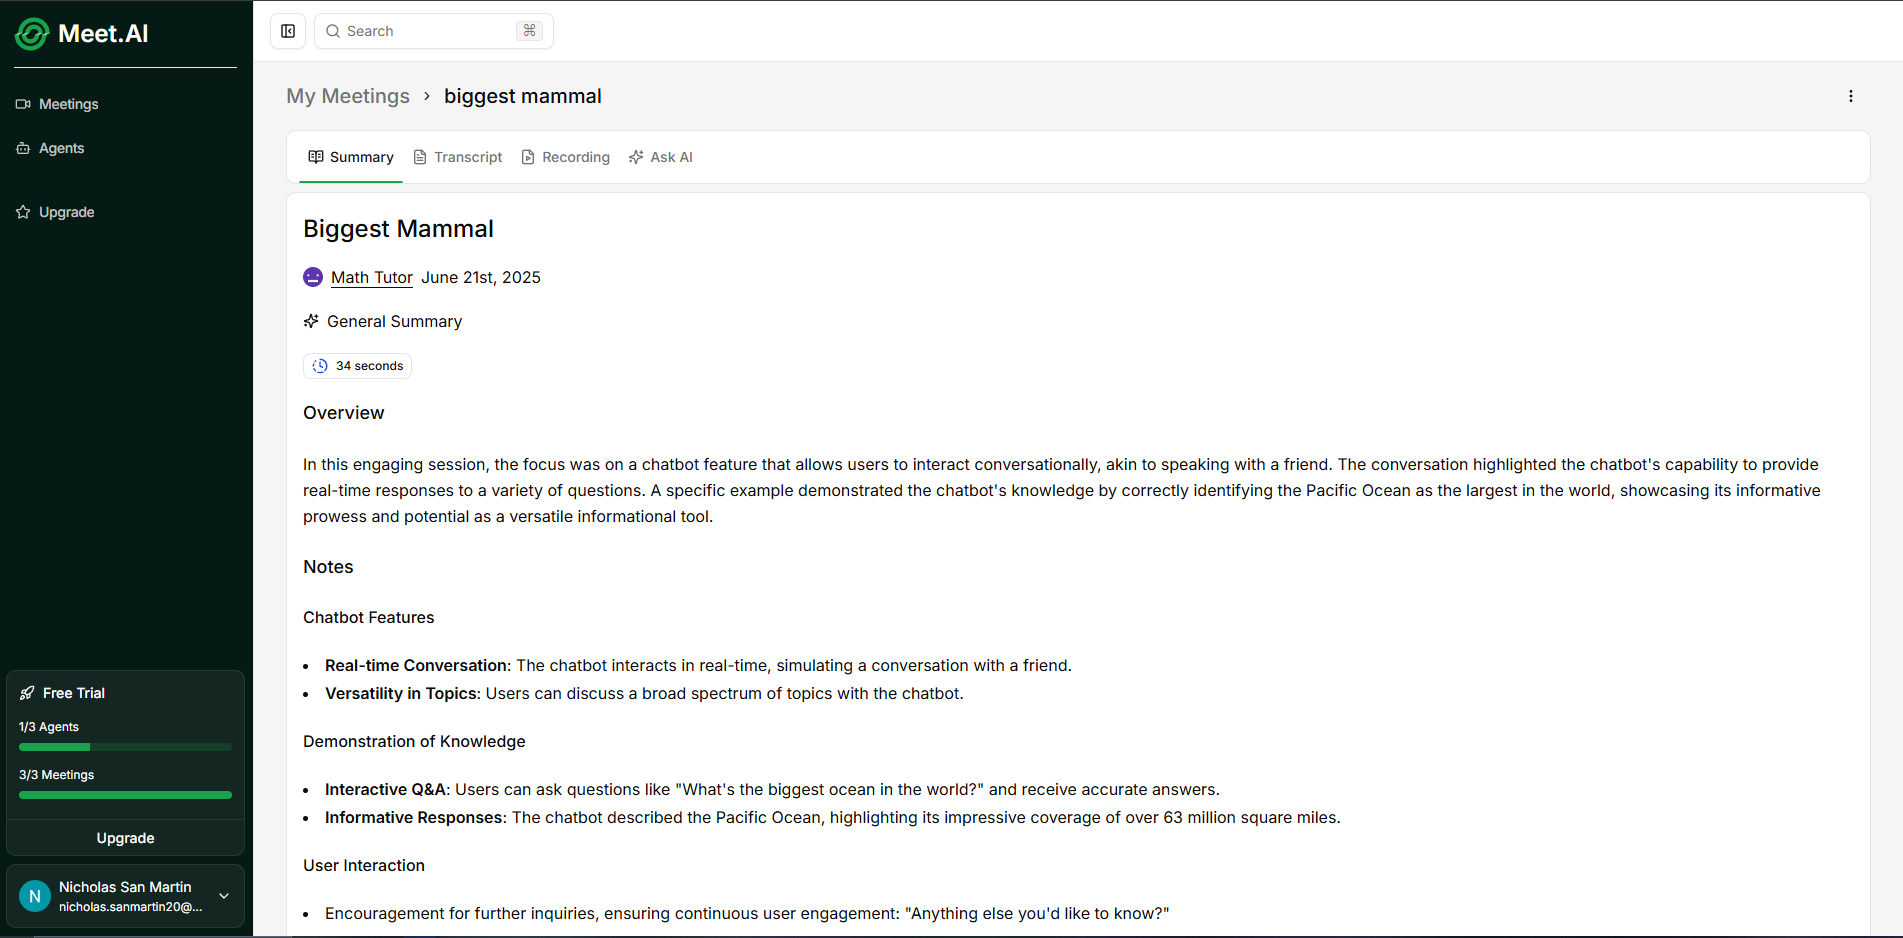 Meet.AI
Meetings
Agents
Upgrade
Free Trial
1/3 Agents
3/3 Meetings
Upgrade
N
Nicholas San Martin
nicholas.sanmartin20@...
Search
⌘
My Meetings > biggest mammal
Summary Transcript Recording Ask AI
Biggest Mammal
Math Tutor June 21st, 2025
General Summary
34 seconds
Overview
In this engaging session, the focus was on a chatbot feature that allows users to interact conversationally, akin to speaking with a friend. The conversation highlighted the chatbot's capability to provide
real-time responses to a variety of questions. A specific example demonstrated the chatbot's knowledge by correctly identifying the Pacific Ocean as the largest in the world, showcasing its informative
prowess and potential as a versatile informational tool.
Notes
Chatbot Features
• Real-time Conversation: The chatbot interacts in real-time, simulating a conversation with a friend.
• Versatility in Topics: Users can discuss a broad spectrum of topics with the chatbot.
Demonstration of Knowledge
• Interactive Q&A: Users can ask questions like "What's the biggest ocean in the world?" and receive accurate answers.
• Informative Responses: The chatbot described the Pacific Ocean, highlighting its impressive coverage of over 63 million square miles.
User Interaction
• Encouragement for further inquiries, ensuring continuous user engagement: "Anything else you'd like to know?"